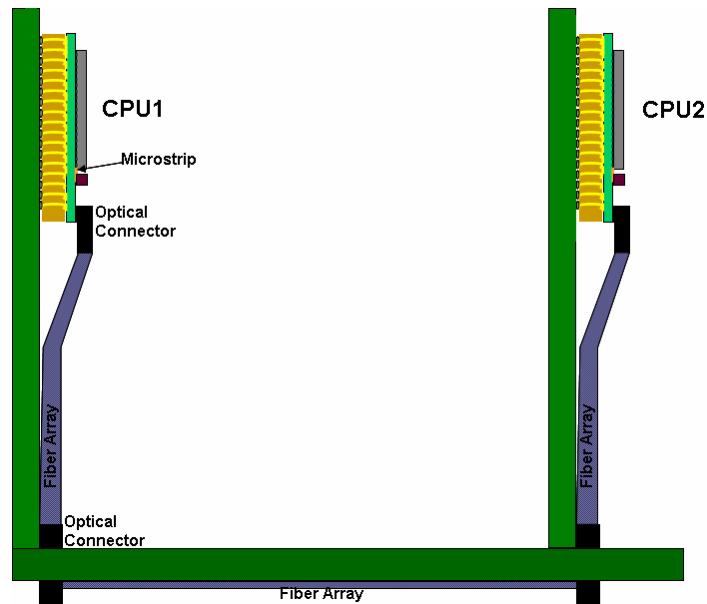 CPU1
CPU2
Microstrip
Optical
Connector
Fiber Array
Fiber Array
Optical
Connector
Fiber Array